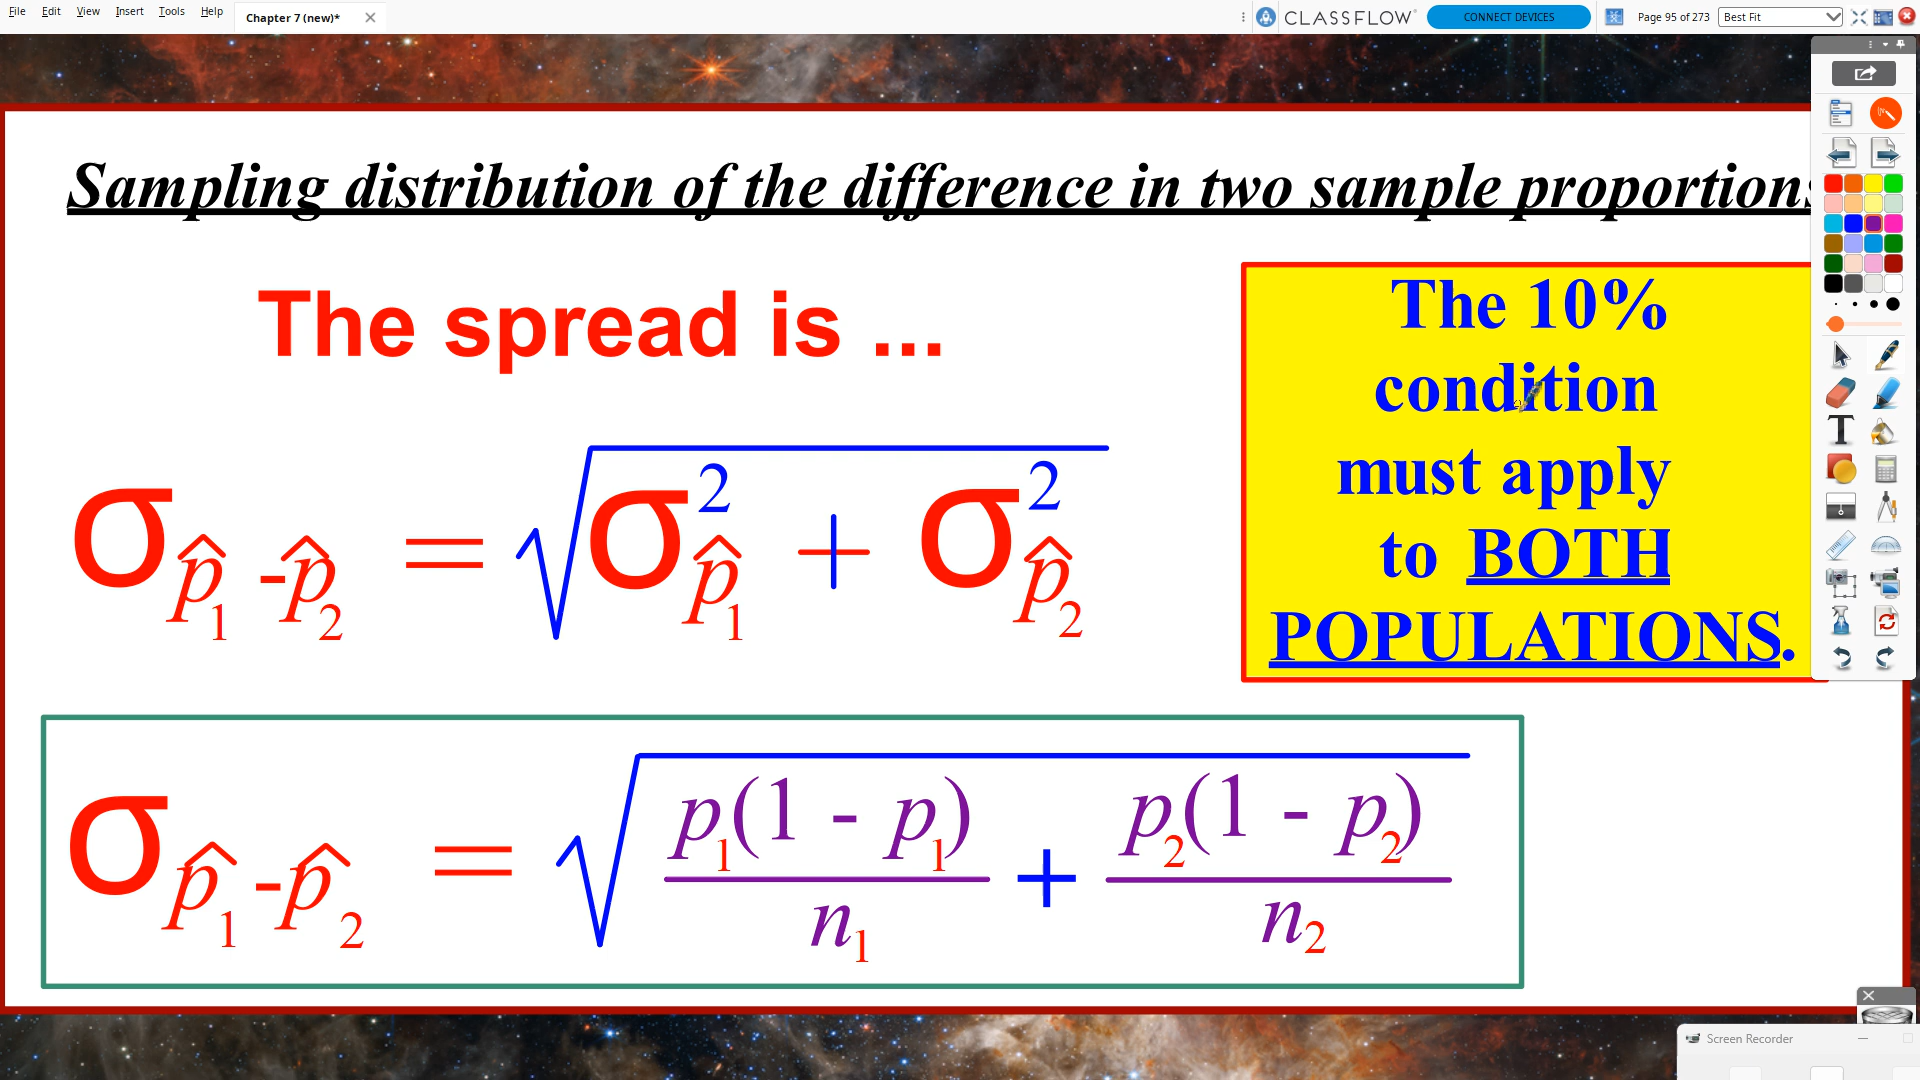 File Edit View Insert Tools Help Chapter 7 (new)* CLASSFLOW CONNECT DEVICES Page 95 of 273 Best Fit
Sampling distribution of the difference in two sample proportions
The spread is ...
The 10%
condition
must apply
to BOTH
POPULATIONS.
σp̂₁ - p̂₂ = √σ²p̂₁ + σ²p̂₂
σp̂₁ - p̂₂ = √p₁(1 - p₁)/n₁ + p₂(1 - p₂)/n₂
T
Screen Recorder